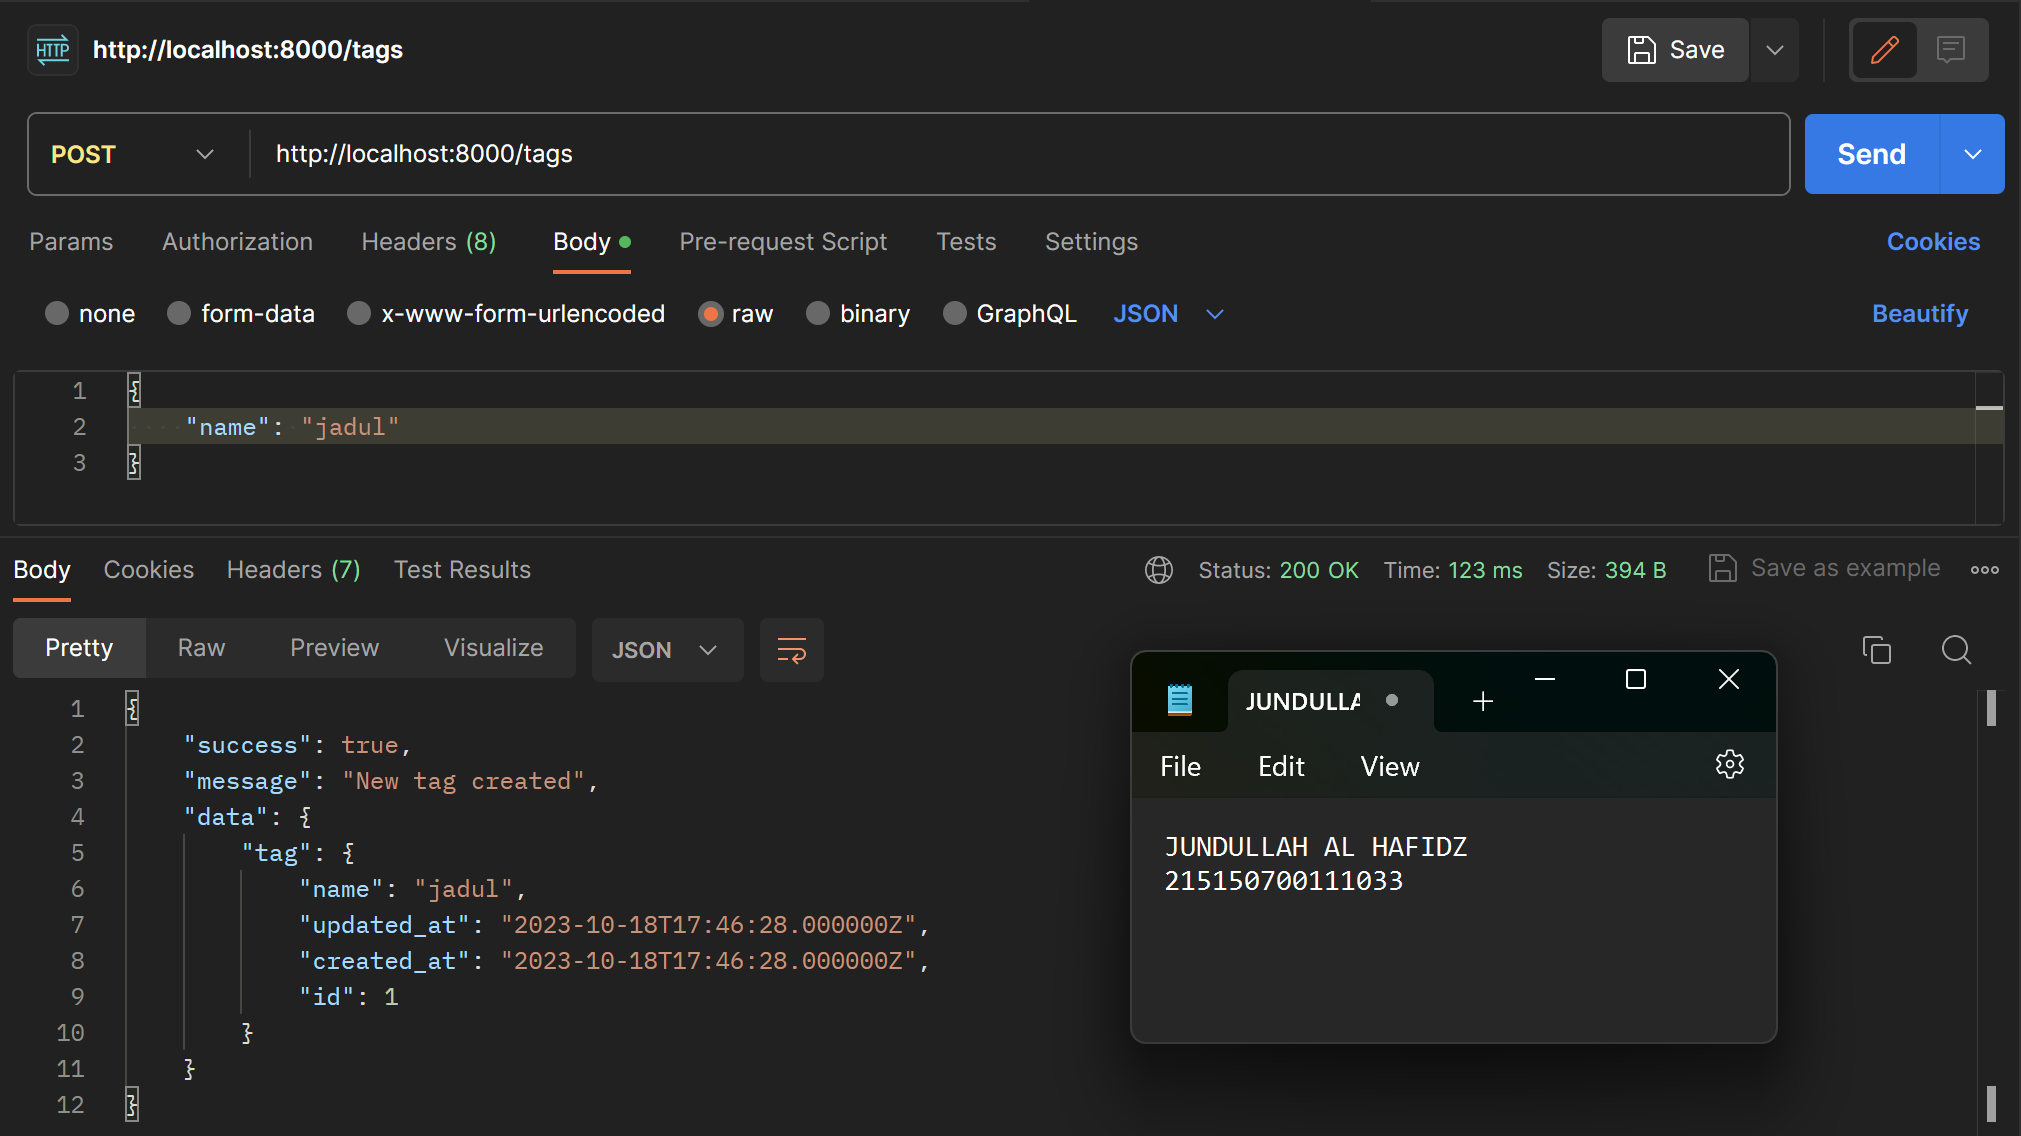 HTTP http://localhost:8000/tags Save
POST http://localhost:8000/tags Send
Params Authorization Headers (8) Body Pre-request Script Tests Settings Cookies
none form-data x-www-form-urlencoded raw binary GraphQL JSON Beautify
1 {
2 "name": "jadul"
3 }
Body Cookies Headers (7) Test Results Status: 200 OK Time: 123 ms Size: 394 B Save as example
Pretty Raw Preview Visualize JSON
1 {
2 "success": true,
3 "message": "New tag created",
4 "data": {
5 "tag": {
6 "name": "jadul",
7 "updated_at": "2023-10-18T17:46:28.000000Z",
8 "created_at": "2023-10-18T17:46:28.000000Z",
9 "id": 1
10 }
11 }
12 }
JUNDULLA
File Edit View
JUNDULLAH AL HAFIDZ
215150700111033